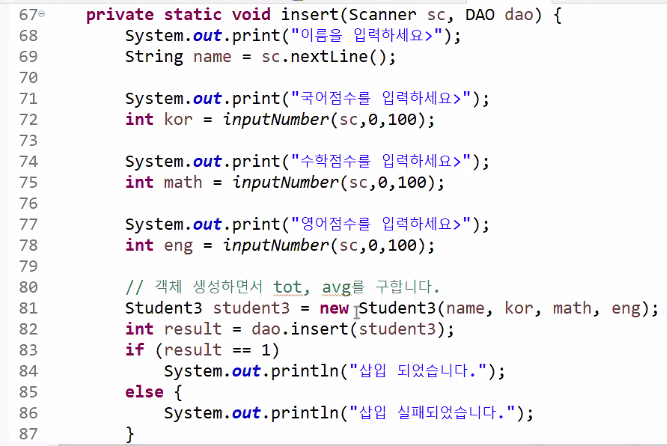 67 private static void insert(Scanner sc, DAO dao) {
68 System.out.print("이름을 입력하세요>");
69 String name = sc.nextLine();
70
71 System.out.print("국어점수를 입력하세요>");
72 int kor = inputNumber(sc,0,100);
73
74 System.out.print("수학점수를 입력하세요>");
75 int math = inputNumber(sc,0,100);
76
77 System.out.print("영어점수를 입력하세요>");
78 int eng = inputNumber(sc,0,100);
79
80 // 객체 생성하면서 tot, avg를 구합니다.
81 Student3 student3 = new Student3(name, kor, math, eng);
82 int result = dao.insert(student3);
83 if (result == 1)
84 System.out.println("삽입 되었습니다.");
85 else {
86 System.out.println("삽입 실패되었습니다.");
87 }